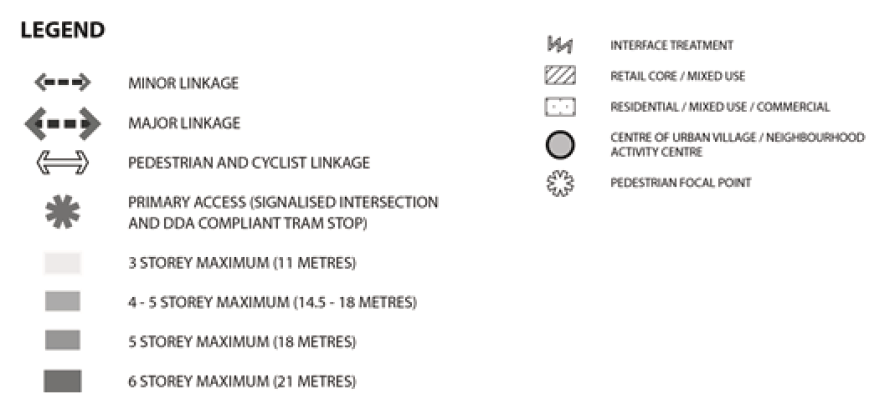 LEGEND
MINOR LINKAGE
MAJOR LINKAGE
PEDESTRIAN AND CYCLIST LINKAGE
PRIMARY ACCESS (SIGNALISED INTERSECTION
AND DDA COMPLIANT TRAM STOP)
3 STOREY MAXIMUM (11 METRES)
4 - 5 STOREY MAXIMUM (14.5 - 18 METRES)
5 STOREY MAXIMUM (18 METRES)
6 STOREY MAXIMUM (21 METRES)
INTERFACE TREATMENT
RETAIL CORE / MIXED USE
RESIDENTIAL / MIXED USE / COMMERCIAL
CENTRE OF URBAN VILLAGE / NEIGHBOURHOOD
ACTIVITY CENTRE
PEDESTRIAN FOCAL POINT